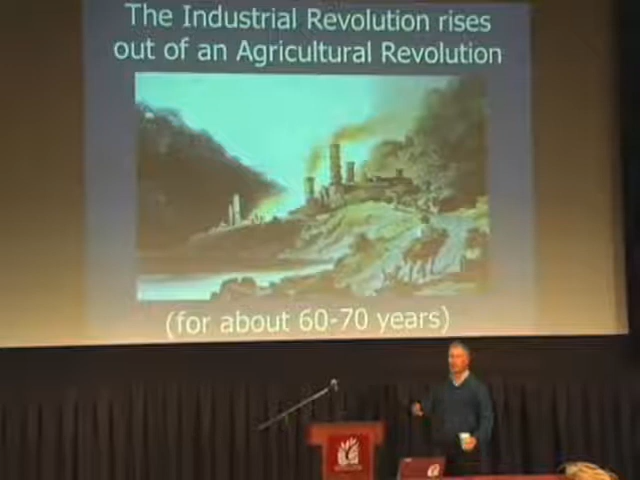 The Industrial Revolution rises
out of an Agricultural Revolution
(for about 60-70 years)